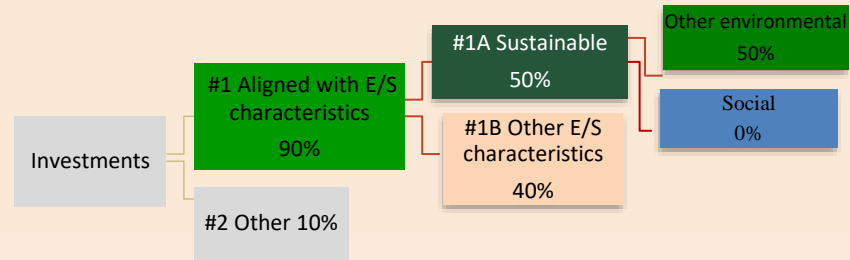 Investments
#1 Aligned with E/S
characteristics
90%
#2 Other 10%
#1A Sustainable
50%
#1B Other E/S
characteristics
40%
Other environmental
50%
Social
0%